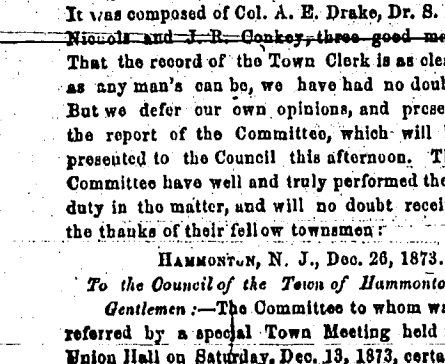 It was composed of Col. A. E. Drake, Dr. S.
Nichols and J. R. Conkey, three good me
That the record of the Town Clerk is as cle
as any man's can be, we have had no doub
But we defer our own opinions, and prese
the report of the Committee, which will
presented to the Council this afternoon. T
Committee have well and truly performed the
duty in the matter, and will no doubt recei
the thanks of their fellow townsmen:
HAMMONTON, N. J., Dec. 26, 1873.
To the Council of the Town of Hammonto
Gentlemen:—The Committee to whom wa
referred by a special Town Meeting held
Union Hall on Saturday, Dec. 13, 1873, certa